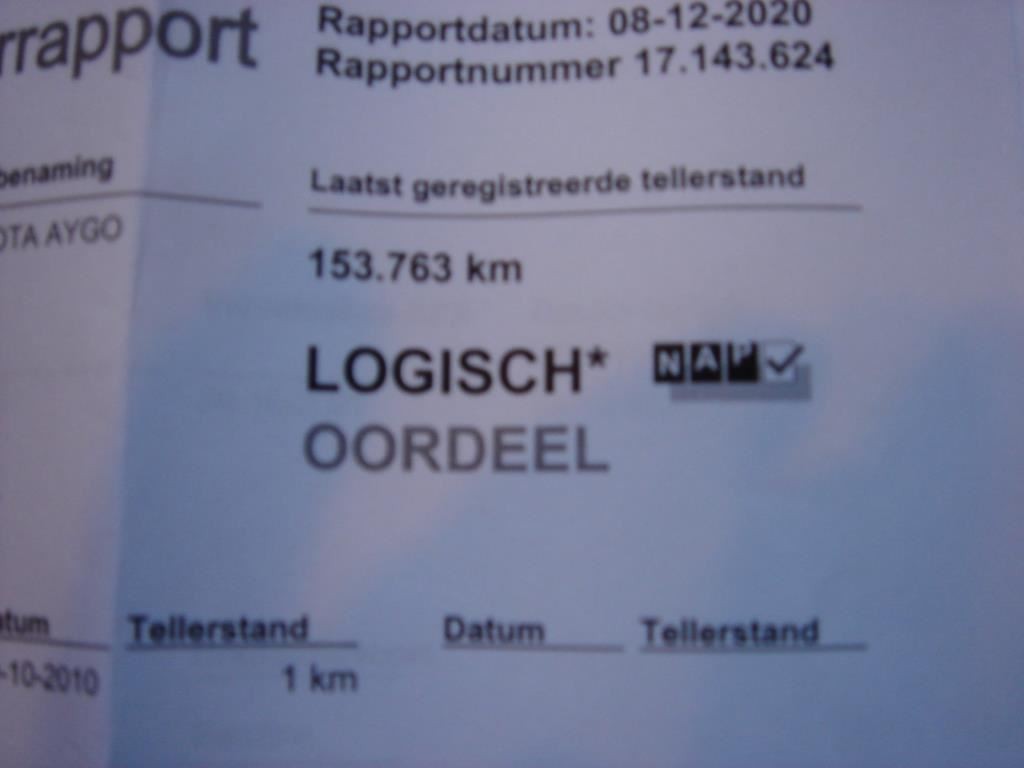 rrapport
Rapportdatum: 08-12-2020
Rapportnummer 17.143.624
benaming
Laatst geregistreerde tellerstand
OTA AYGO
153.763 km
LOGISCH* NAP
OORDEEL
atum Tellerstand Datum Tellerstand
-10-2010 1 km